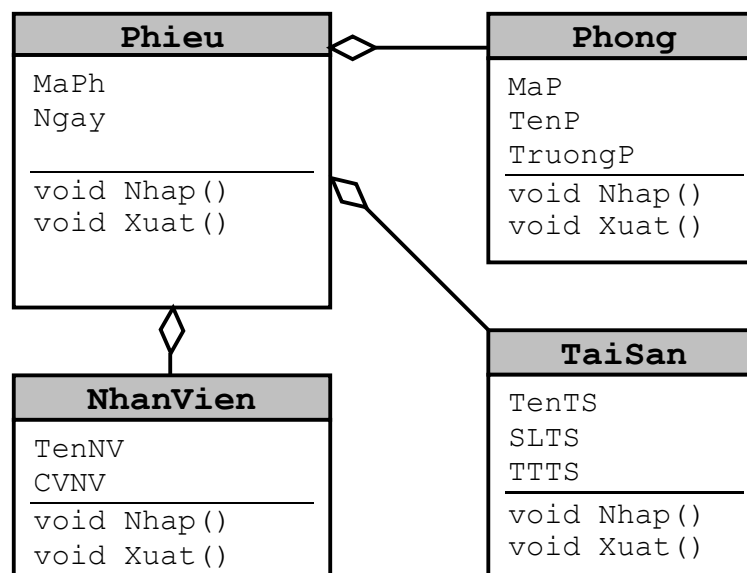 Phieu
MaPh
Ngay
void Nhap()
void Xuat()
Phong
MaP
TenP
TruongP
void Nhap()
void Xuat()
NhanVien
TenNV
CVNV
void Nhap()
void Xuat()
TaiSan
TenTS
SLTS
TTTS
void Nhap()
void Xuat()